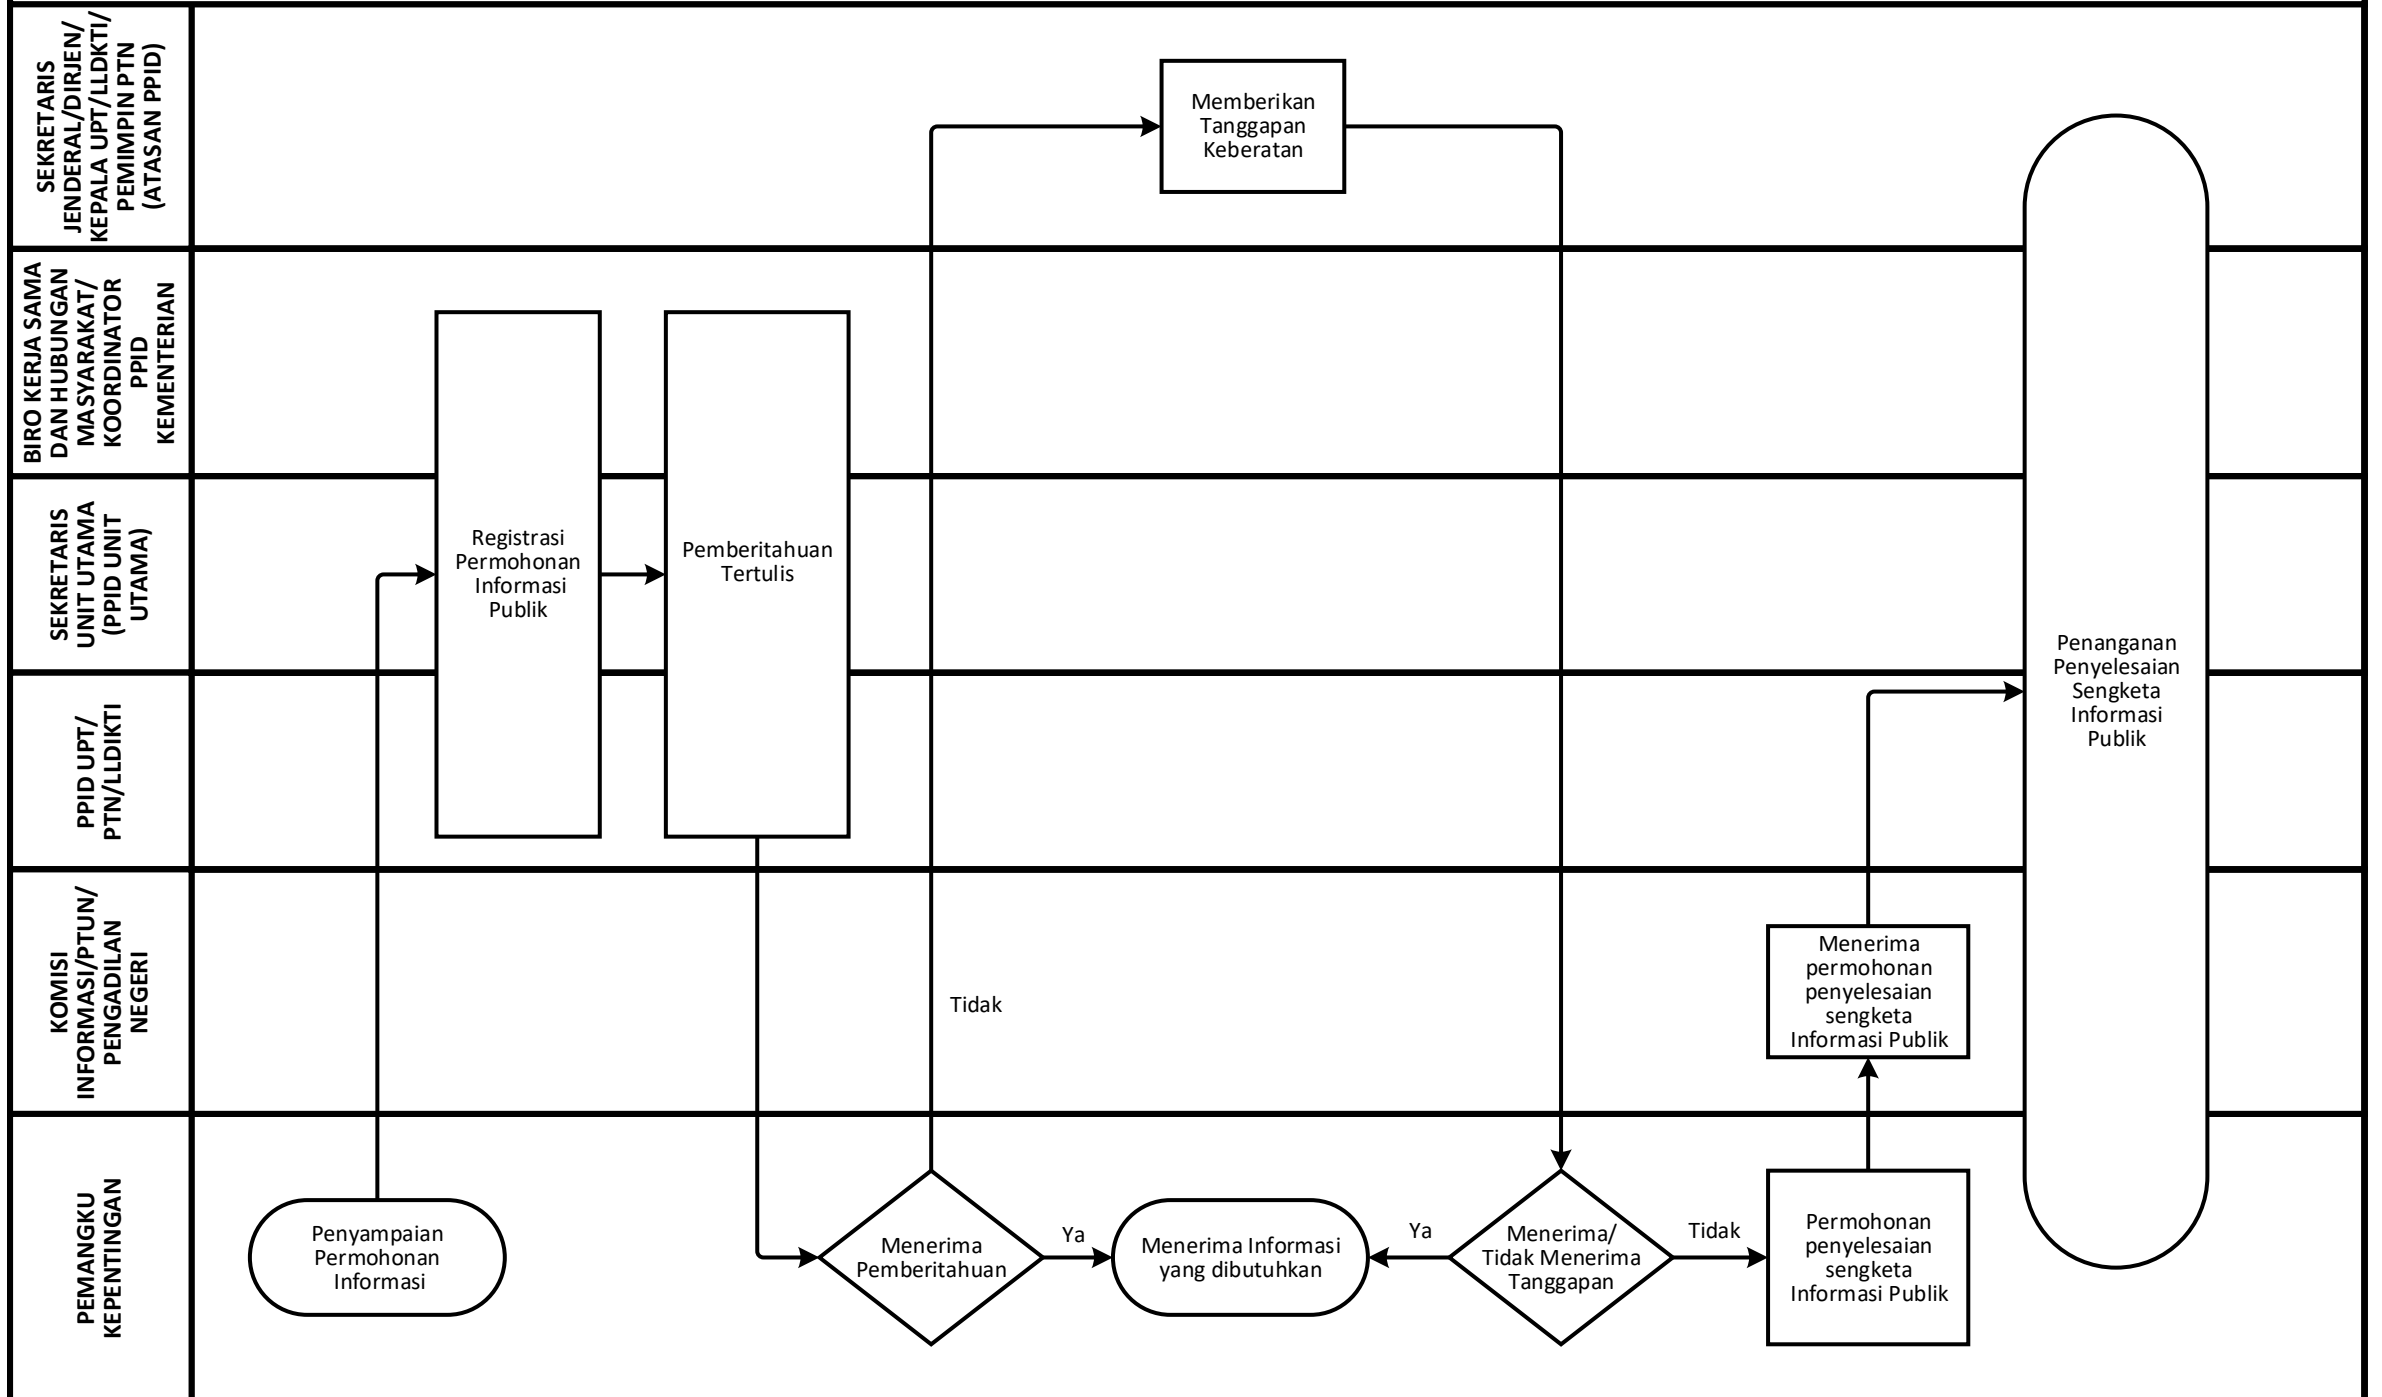 SEKRETARIS
JENDERAL/DIRJEN/
KEPALA UPT/LLDKTI/
PEMIMPIN PTN
(ATASAN PPID)
Memberikan
Tanggapan
Keberatan
BIRO KERJA SAMA
DAN HUBUNGAN
MASYARAKAT/
KOORDINATOR
PPID
KEMENTERIAN
SEKRETARIS
UNIT UTAMA
(PPID UNIT
UTAMA)
Registrasi
Permohonan
Informasi
Publik
Pemberitahuan
Tertulis
Penanganan
Penyelesaian
Sengketa
Informasi
Publik
PPID UPT/
PTN/LLDIKTI
KOMISI
INFORMASI/PTUN/
PENGADILAN
NEGERI
Tidak
Menerima
permohonan
penyelesaian
sengketa
Informasi Publik
PEMANGKU
KEPENTINGAN
Penyampaian
Permohonan
Informasi
Menerima
Pemberitahuan
Ya
Menerima Informasi
yang dibutuhkan
Ya
Menerima/
Tidak Menerima
Tanggapan
Tidak
Permohonan
penyelesaian
sengketa
Informasi Publik